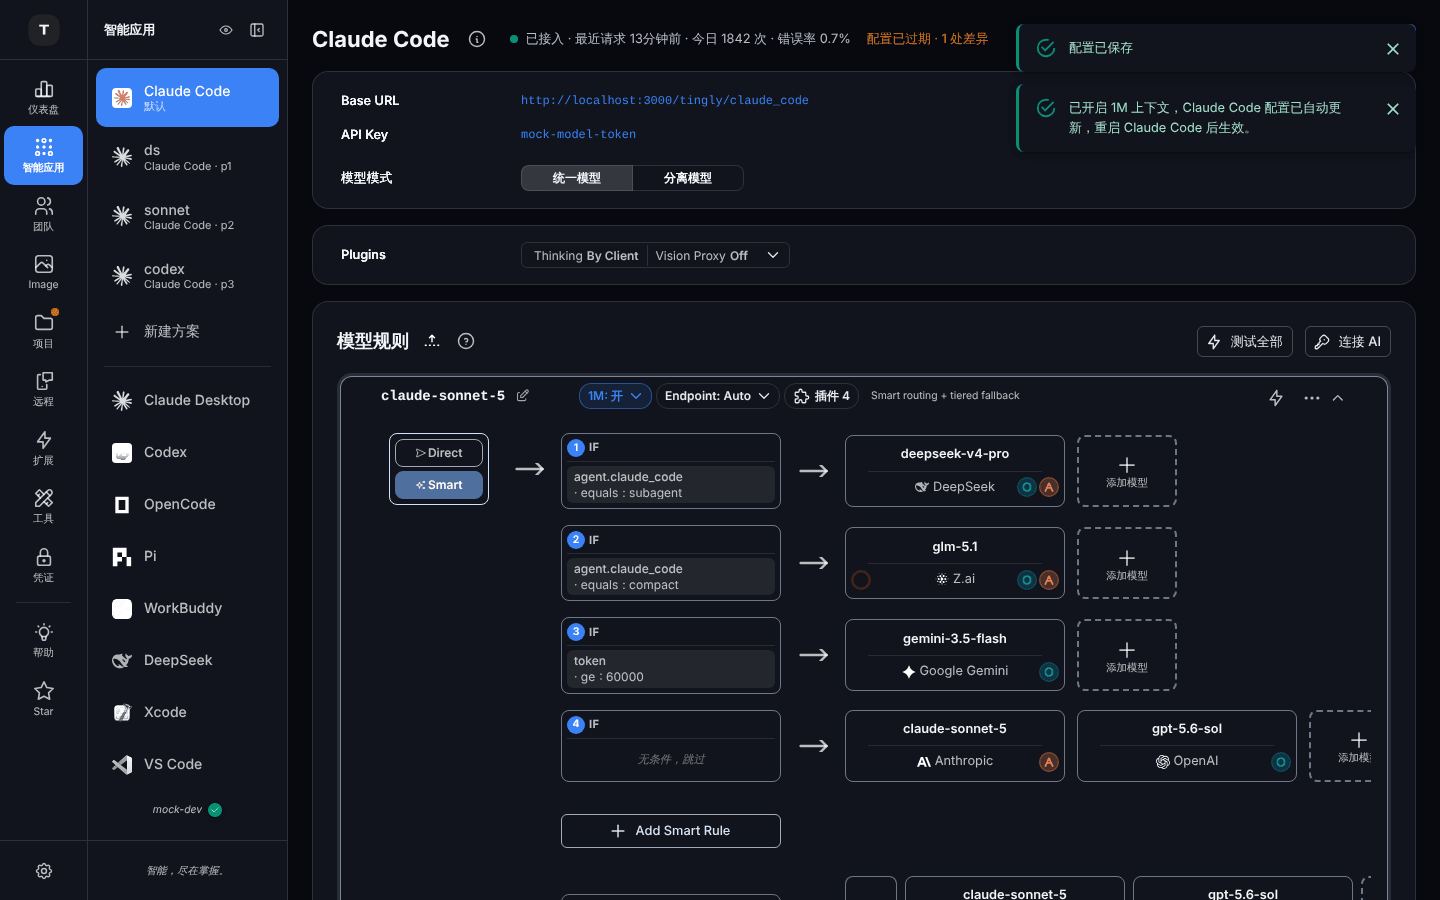 T
仪表盘
智能应用
团队
Image
项目
远程
扩展
工具
凭证
帮助
Star
智能应用
Claude Code
默认
ds
Claude Code · p1
sonnet
Claude Code · p2
codex
Claude Code · p3
新建方案
Claude Desktop
Codex
OpenCode
Pi
WorkBuddy
DeepSeek
Xcode
VS Code
mock-dev
智能，尽在掌握。
Claude Code
已接入 · 最近请求 13分钟前 · 今日 1842 次 · 错误率 0.7%
配置已过期 · 1 处差异
配置已保存
已开启 1M 上下文，Claude Code 配置已自动更
新，重启 Claude Code 后生效。
Base URL
http://localhost:3000/tingly/claude_code
API Key
mock-model-token
模型模式
统一模型
分离模型
Plugins
Thinking By Client
Vision Proxy Off
模型规则
测试全部
连接 AI
claude-sonnet-5
1M: 开
Endpoint: Auto
插件 4
Smart routing + tiered fallback
Direct
Smart
1 IF
agent.claude_code
· equals : subagent
deepseek-v4-pro
DeepSeek
O A
添加模型
2 IF
agent.claude_code
· equals : compact
glm-5.1
Z.ai
O A
添加模型
3 IF
token
· ge : 60000
gemini-3.5-flash
Google Gemini
O
添加模型
4 IF
无条件，跳过
claude-sonnet-5
Anthropic
A
gpt-5.6-sol
OpenAI
O
添加模
Add Smart Rule
claude-sonnet-5
gpt-5.6-sol